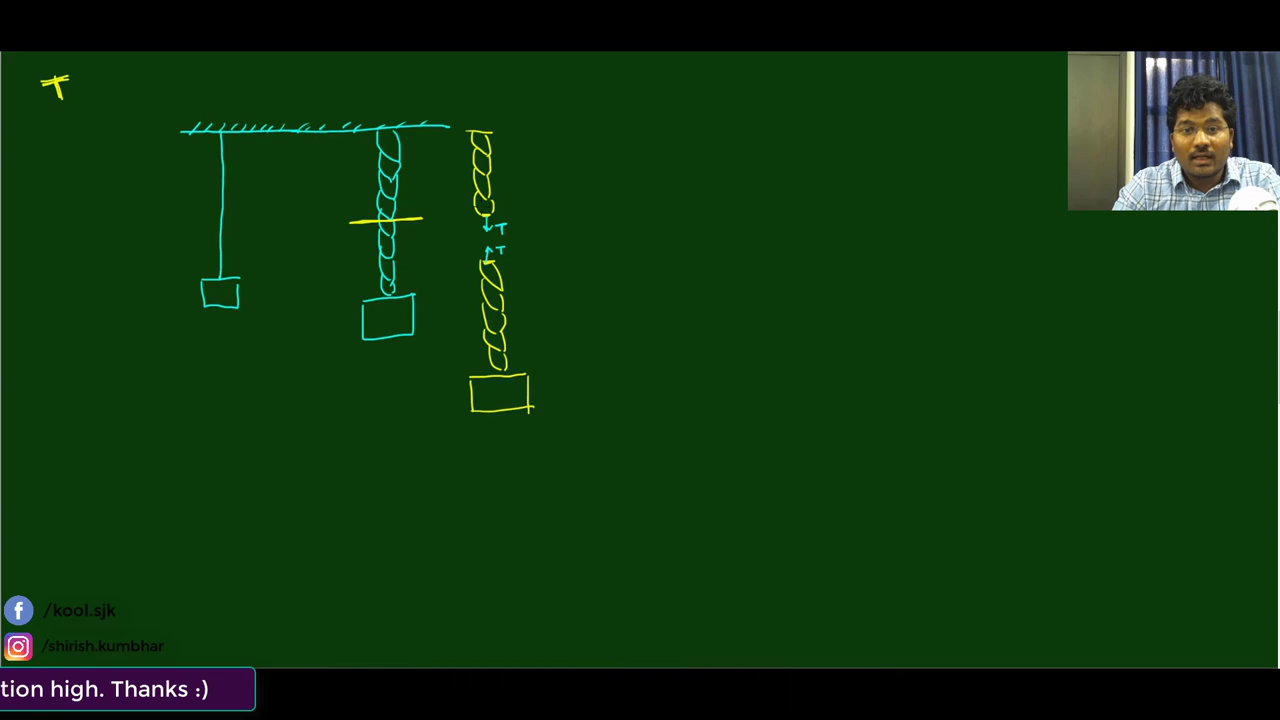 T
T
T
/kool.sjk
/shirish.kumbhar
tion high. Thanks :)